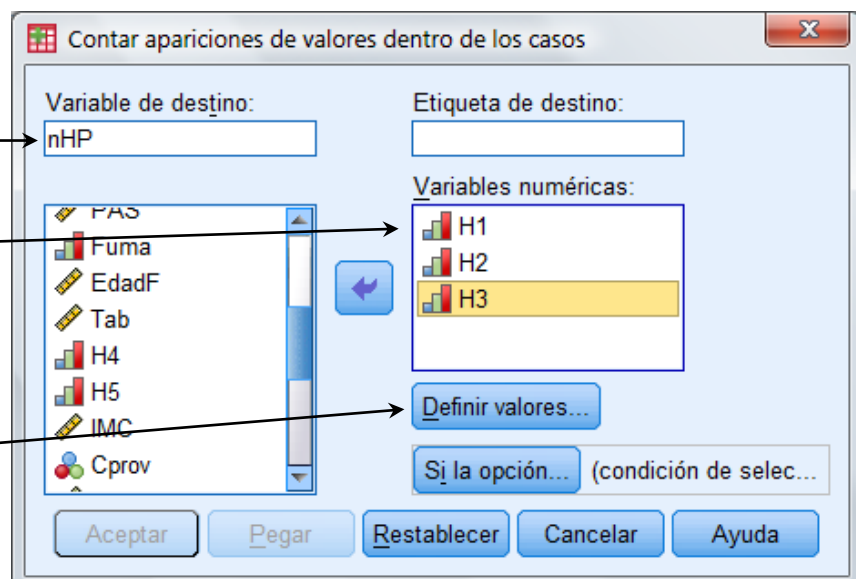 Contar apariciones de valores dentro de los casos
Variable de destino:
nHP
Etiqueta de destino:
PAS
Fuma
EdadF
Tab
H4
H5
IMC
Cprov
Variables numéricas:
H1
H2
H3
Definir valores...
Si la opción...
(condición de selec...
Aceptar
Pegar
Restablecer
Cancelar
Ayuda